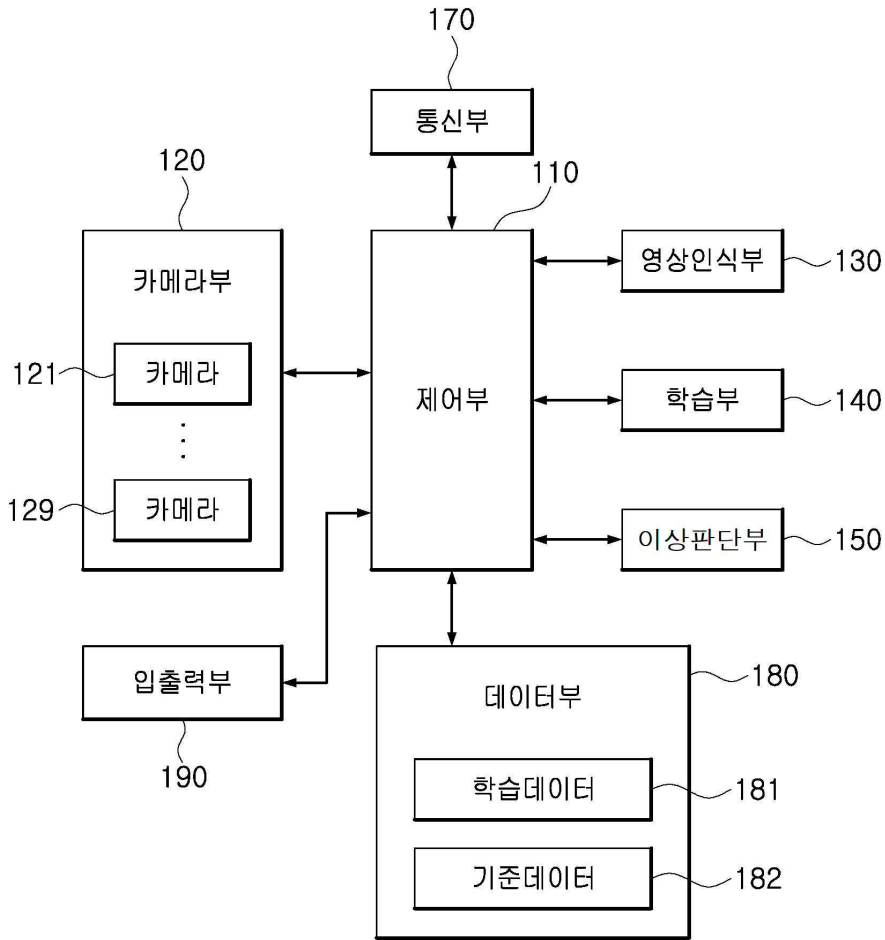 170
통신부
120
110
카메라부
영상인식부
130
121
카메라
제어부
학습부
140
129
카메라
이상판단부
150
입출력부
190
데이터부
180
학습데이터
181
기준데이터
182